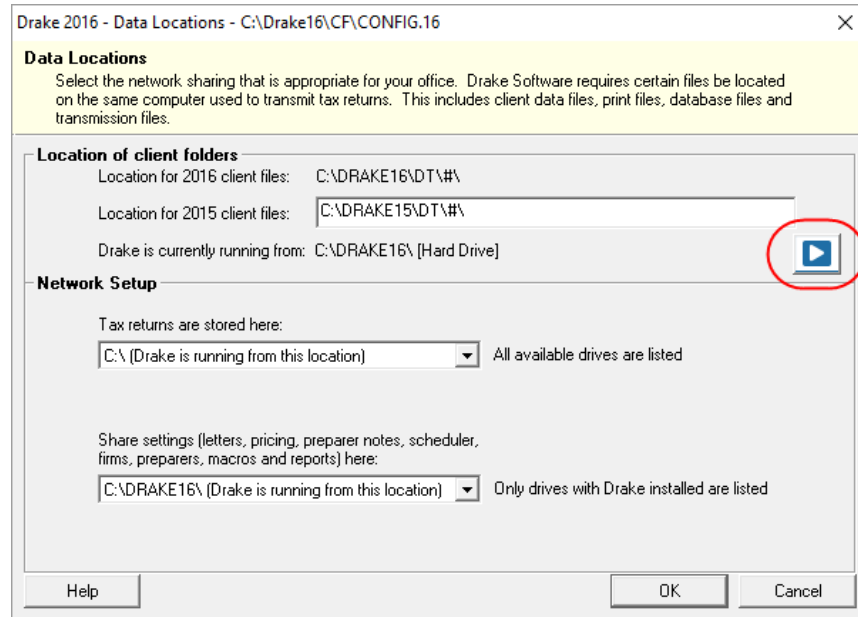 Drake 2016 - Data Locations - C:\Drake16\CF\CONFIG.16
Data Locations
Select the network sharing that is appropriate for your office. Drake Software requires certain files be located
on the same computer used to transmit tax returns. This includes client data files, print files, database files and
transmission files.
Location of client folders
Location for 2016 client files: C:\DRAKE16\DT\#\
Location for 2015 client files: C:\DRAKE15\DT\#\
Drake is currently running from: C:\DRAKE16\ [Hard Drive]
Network Setup
Tax returns are stored here:
C:\ (Drake is running from this location) All available drives are listed
Share settings (letters, pricing, preparer notes, scheduler,
firms, preparers, macros and reports) here:
C:\DRAKE16\ (Drake is running from this location) Only drives with Drake installed are listed
Help OK Cancel